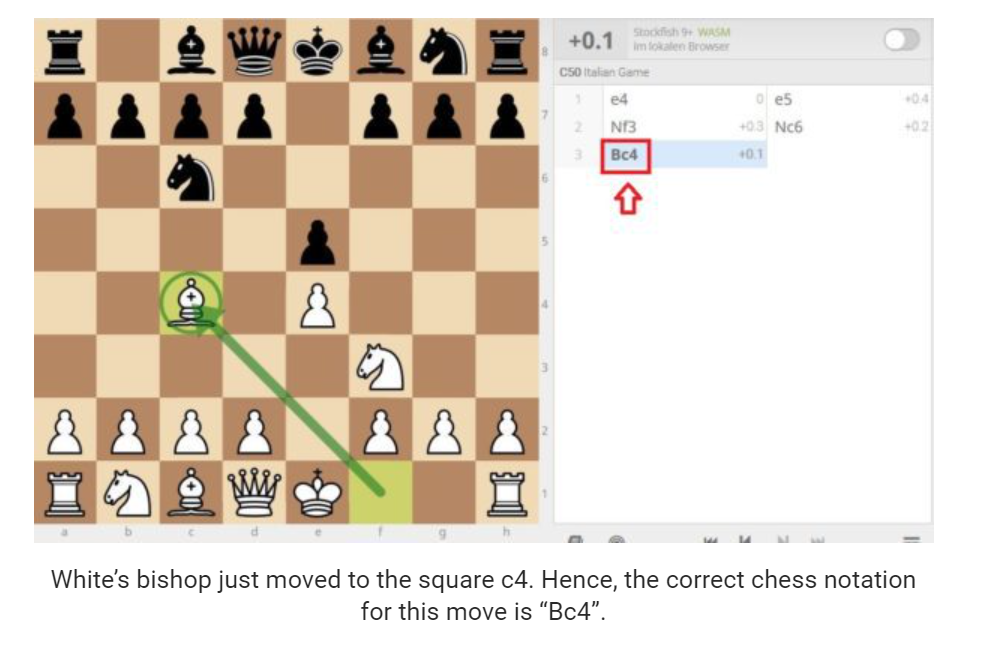 8
7
6
5
4
3
2
1
a b c d e f g h
+0.1 Stockfish 9+ WASM
Im lokalen Browser
C50 Italian Game
1 e4 0 e5 +0.4
2 Nf3 +0.3 Nc6 +0.2
3 Bc4 +0.1
White’s bishop just moved to the square c4. Hence, the correct chess notation
for this move is “Bc4”.